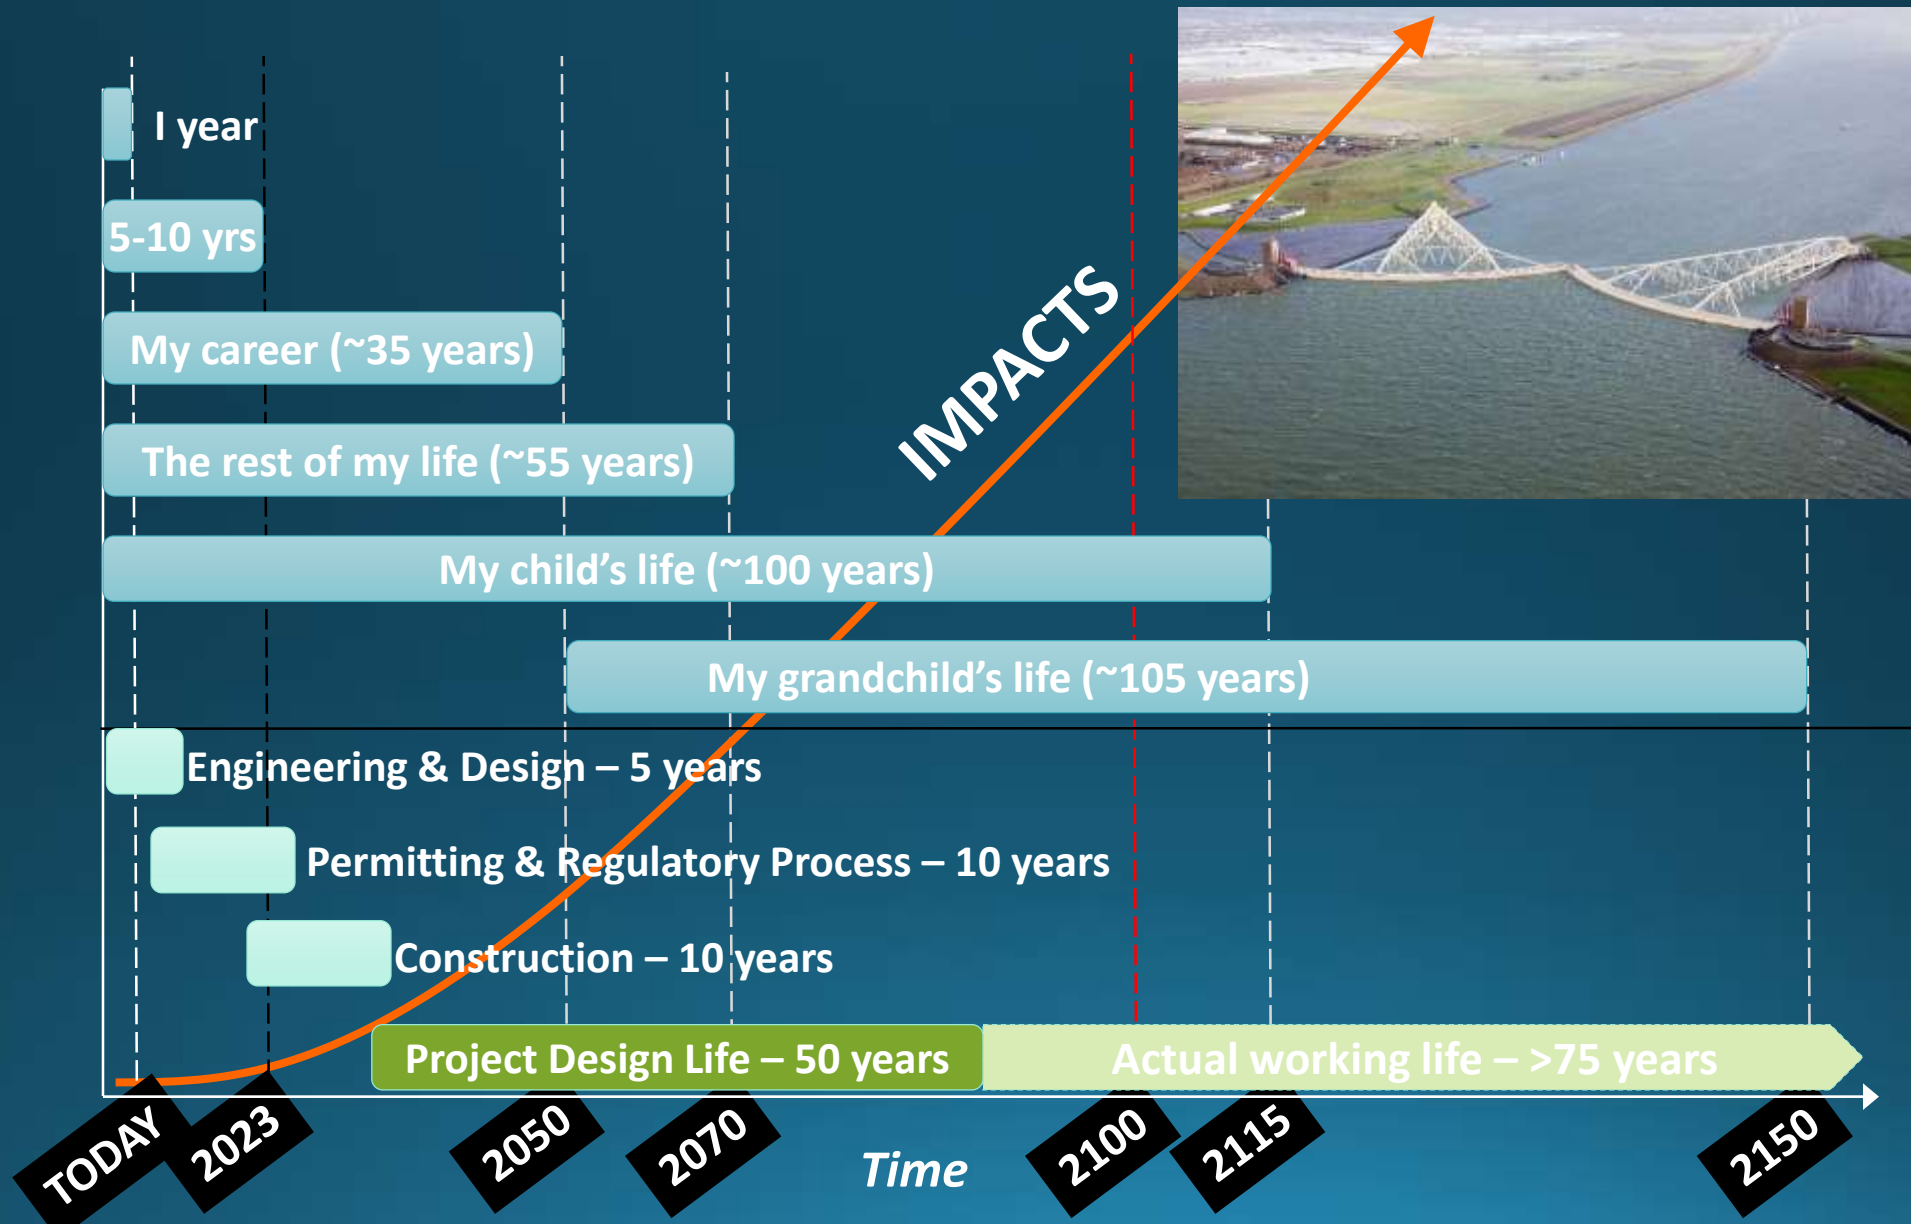 I year
5-10 yrs
My career (~35 years)
The rest of my life (~55 years)
My child’s life (~100 years)
My grandchild’s life (~105 years)
IMPACTS
Engineering & Design – 5 years
Permitting & Regulatory Process – 10 years
Construction – 10 years
Project Design Life – 50 years
Actual working life – >75 years
TODAY
2023
2050
2070
2100
2115
2150
Time